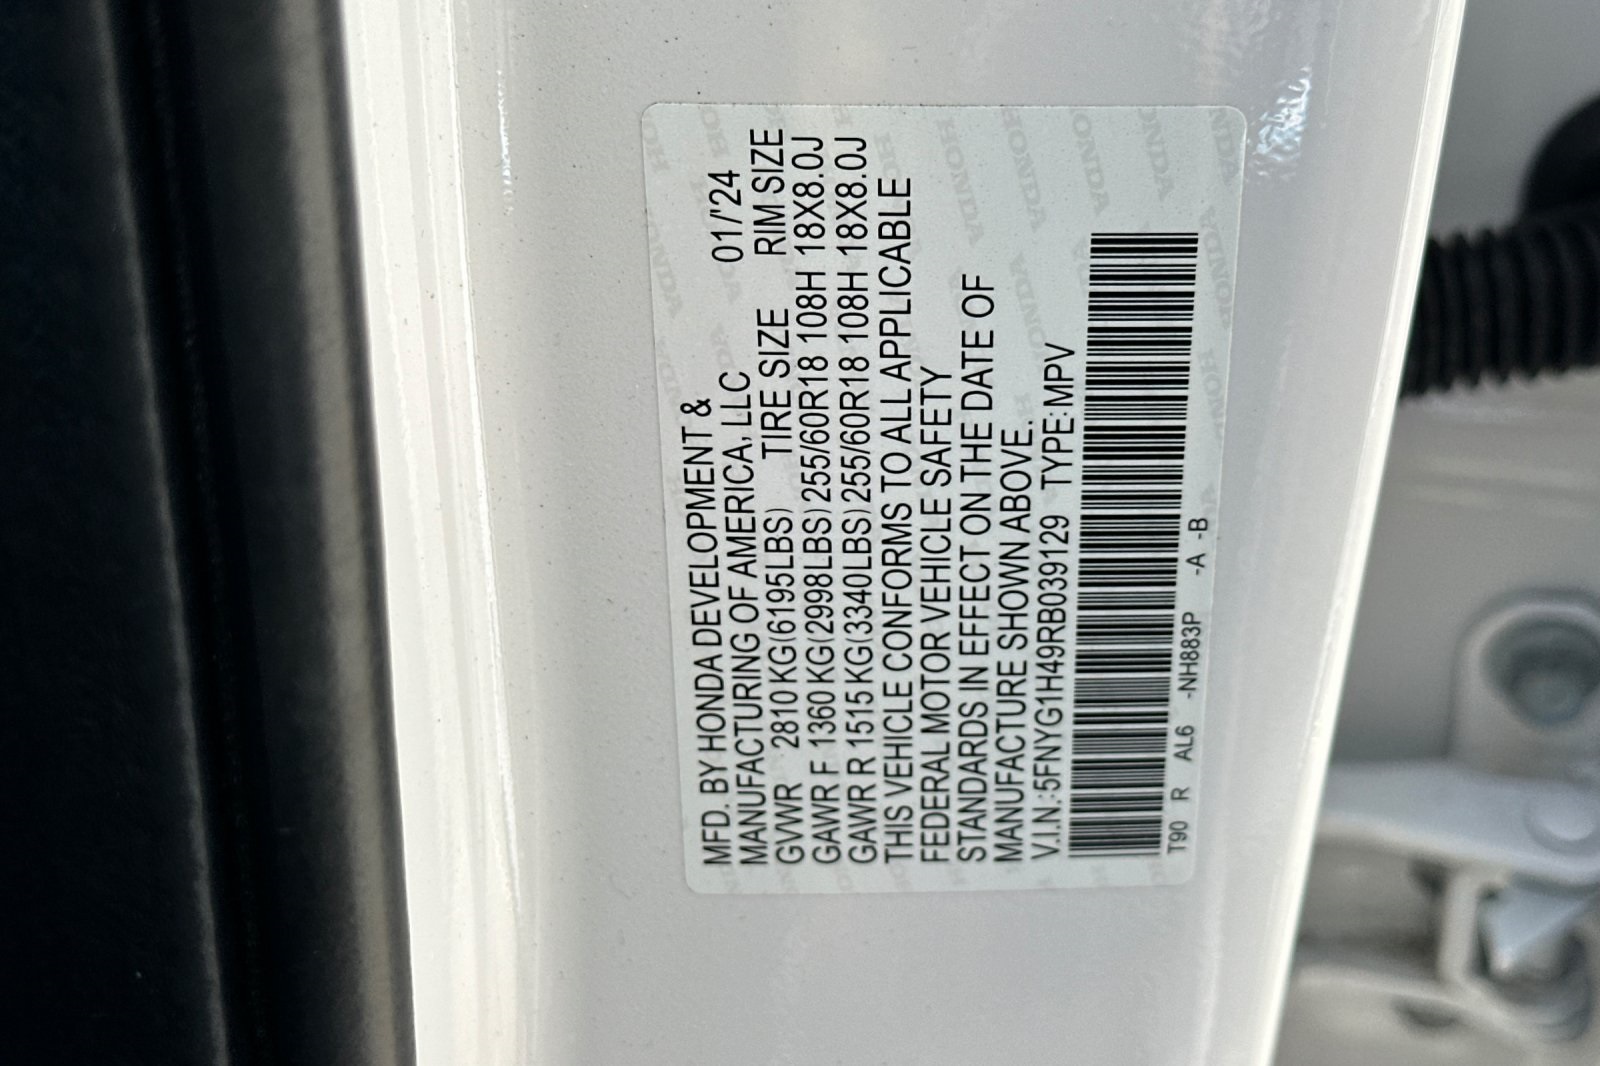 MFD. BY HONDA DEVELOPMENT &
MANUFACTURING OF AMERICA, LLC 01/'24
GVWR 2810 KG(6195LBS) TIRE SIZE RIM SIZE
GAWR F 1360 KG(2998LBS) 255/60R18 108H 18X8.0J
GAWR R 1515 KG(3340LBS) 255/60R18 108H 18X8.0J
THIS VEHICLE CONFORMS TO ALL APPLICABLE
FEDERAL MOTOR VEHICLE SAFETY
STANDARDS IN EFFECT ON THE DATE OF
MANUFACTURE SHOWN ABOVE.
V.I.N.:5FNYG1H49RB039129 TYPE: MPV
T90 R AL6 -NH883P -A -B